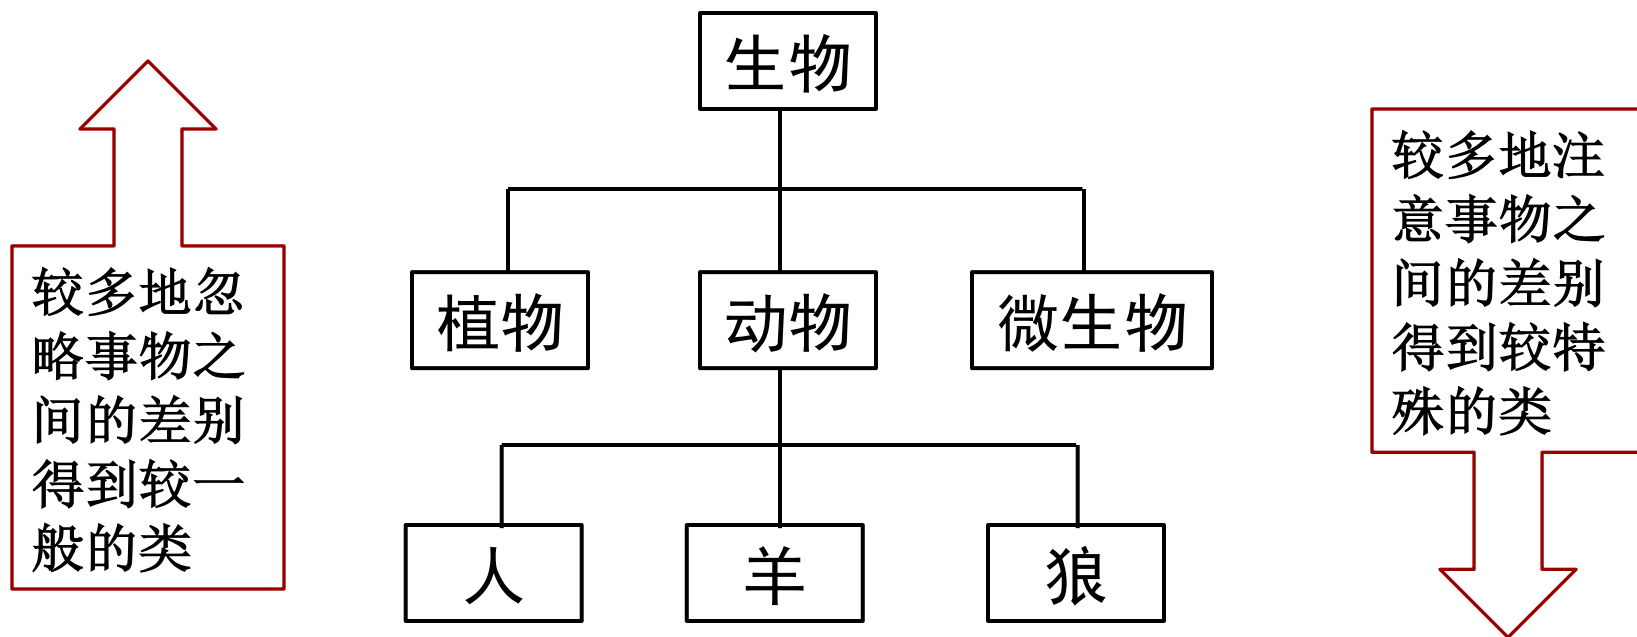 生物
较多地忽
略事物之
间的差别
得到较一
般的类
植物
动物
微生物
较多地注
意事物之
间的差别
得到较特
殊的类
人
羊
狼